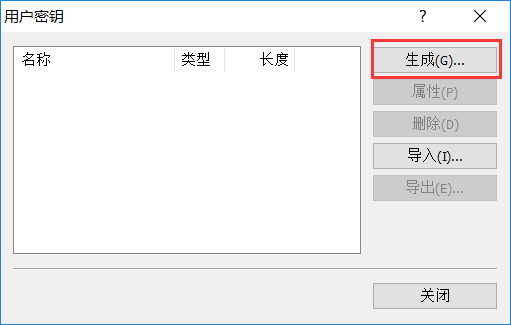 用户密钥
?
名称 类型 长度
生成(G)...
属性(P)
删除(D)
导入(I)...
导出(E)...
关闭